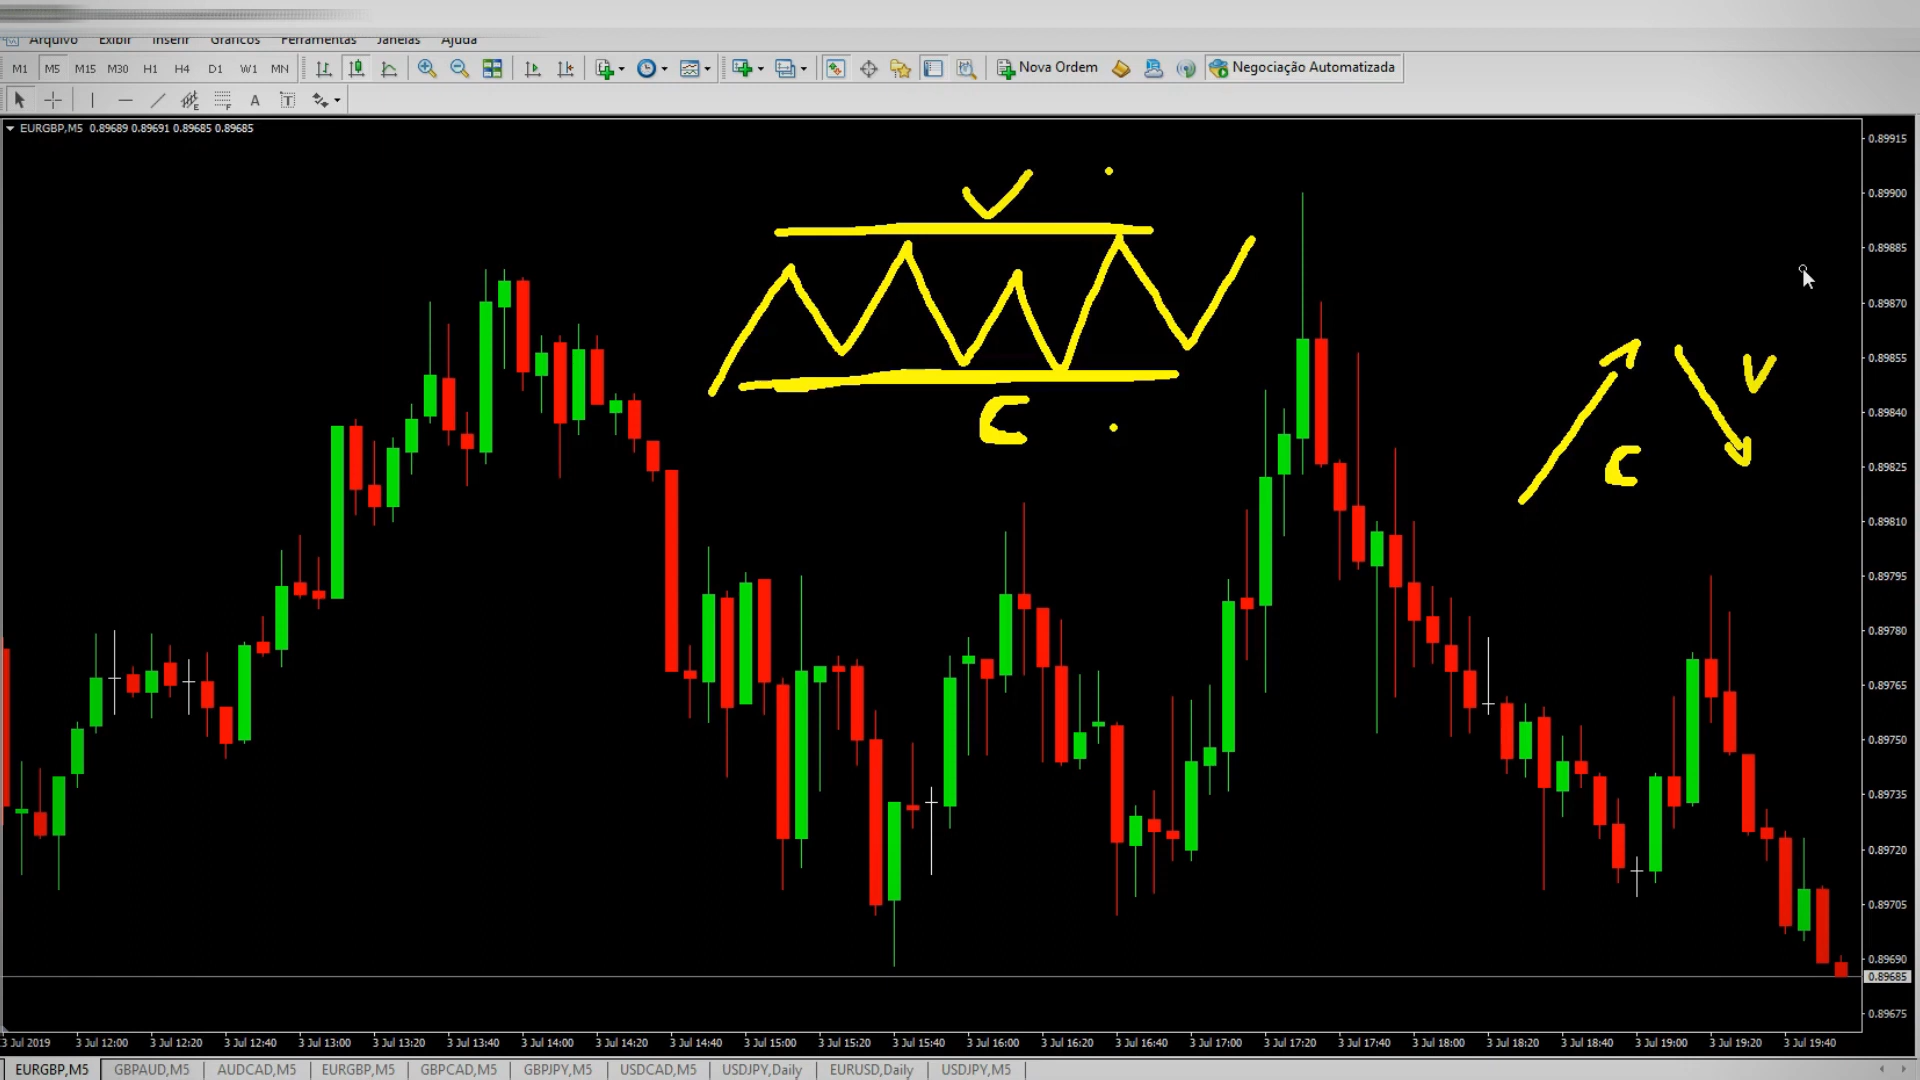 Arquivo Exibir Inserir Gráficos Ferramentas Janelas Ajuda
M1 M5 M15 M30 H1 H4 D1 W1 MN Nova Ordem Negociação Automatizada
E F A T
EURGBP,M5 0.89689 0.89691 0.89685 0.89685
0.89915
0.89900
0.89885
0.89870
0.89855
0.89840
0.89825
0.89810
0.89795
0.89780
0.89765
0.89750
0.89735
0.89720
0.89705
0.89690
0.89685
0.89675
V
C
C
V
3 Jul 2019 3 Jul 12:00 3 Jul 12:20 3 Jul 12:40 3 Jul 13:00 3 Jul 13:20 3 Jul 13:40 3 Jul 14:00 3 Jul 14:20 3 Jul 14:40 3 Jul 15:00 3 Jul 15:20 3 Jul 15:40 3 Jul 16:00 3 Jul 16:20 3 Jul 16:40 3 Jul 17:00 3 Jul 17:20 3 Jul 17:40 3 Jul 18:00 3 Jul 18:20 3 Jul 18:40 3 Jul 19:00 3 Jul 19:20 3 Jul 19:40
EURGBP,M5 GBPAUD,M5 AUDCAD,M5 EURGBP,M5 GBPCAD,M5 GBPJPY,M5 USDCAD,M5 USDJPY,Daily EURUSD,Daily USDJPY,M5